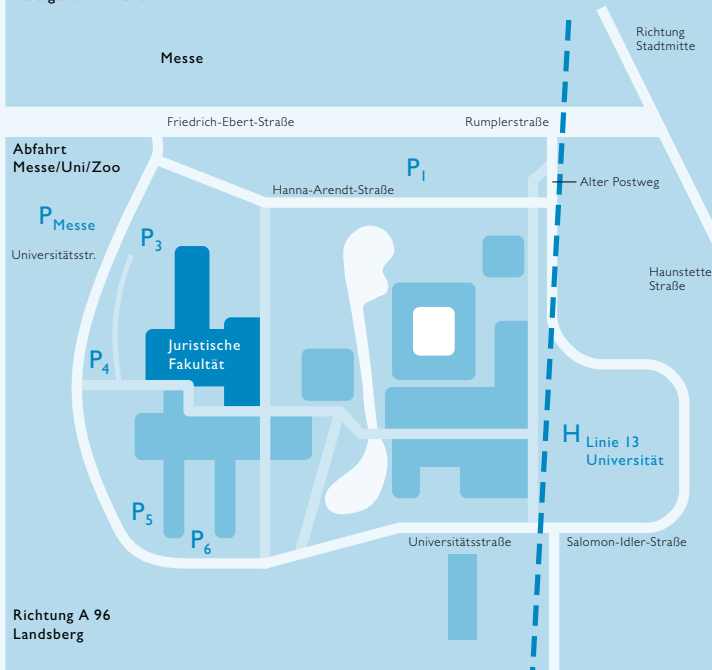 Messe
Richtung
Stadtmitte
Friedrich-Ebert-Straße
Rumplerstraße
Abfahrt
Messe/Uni/Zoo
P1
Alter Postweg
Hanna-Arendt-Straße
PMesse
P3
Universitätsstr.
Haunstette
Straße
Juristische
Fakultät
P4
H Linie 13
Universität
P5
P6
Universitätsstraße
Salomon-Idler-Straße
Richtung A 96
Landsberg